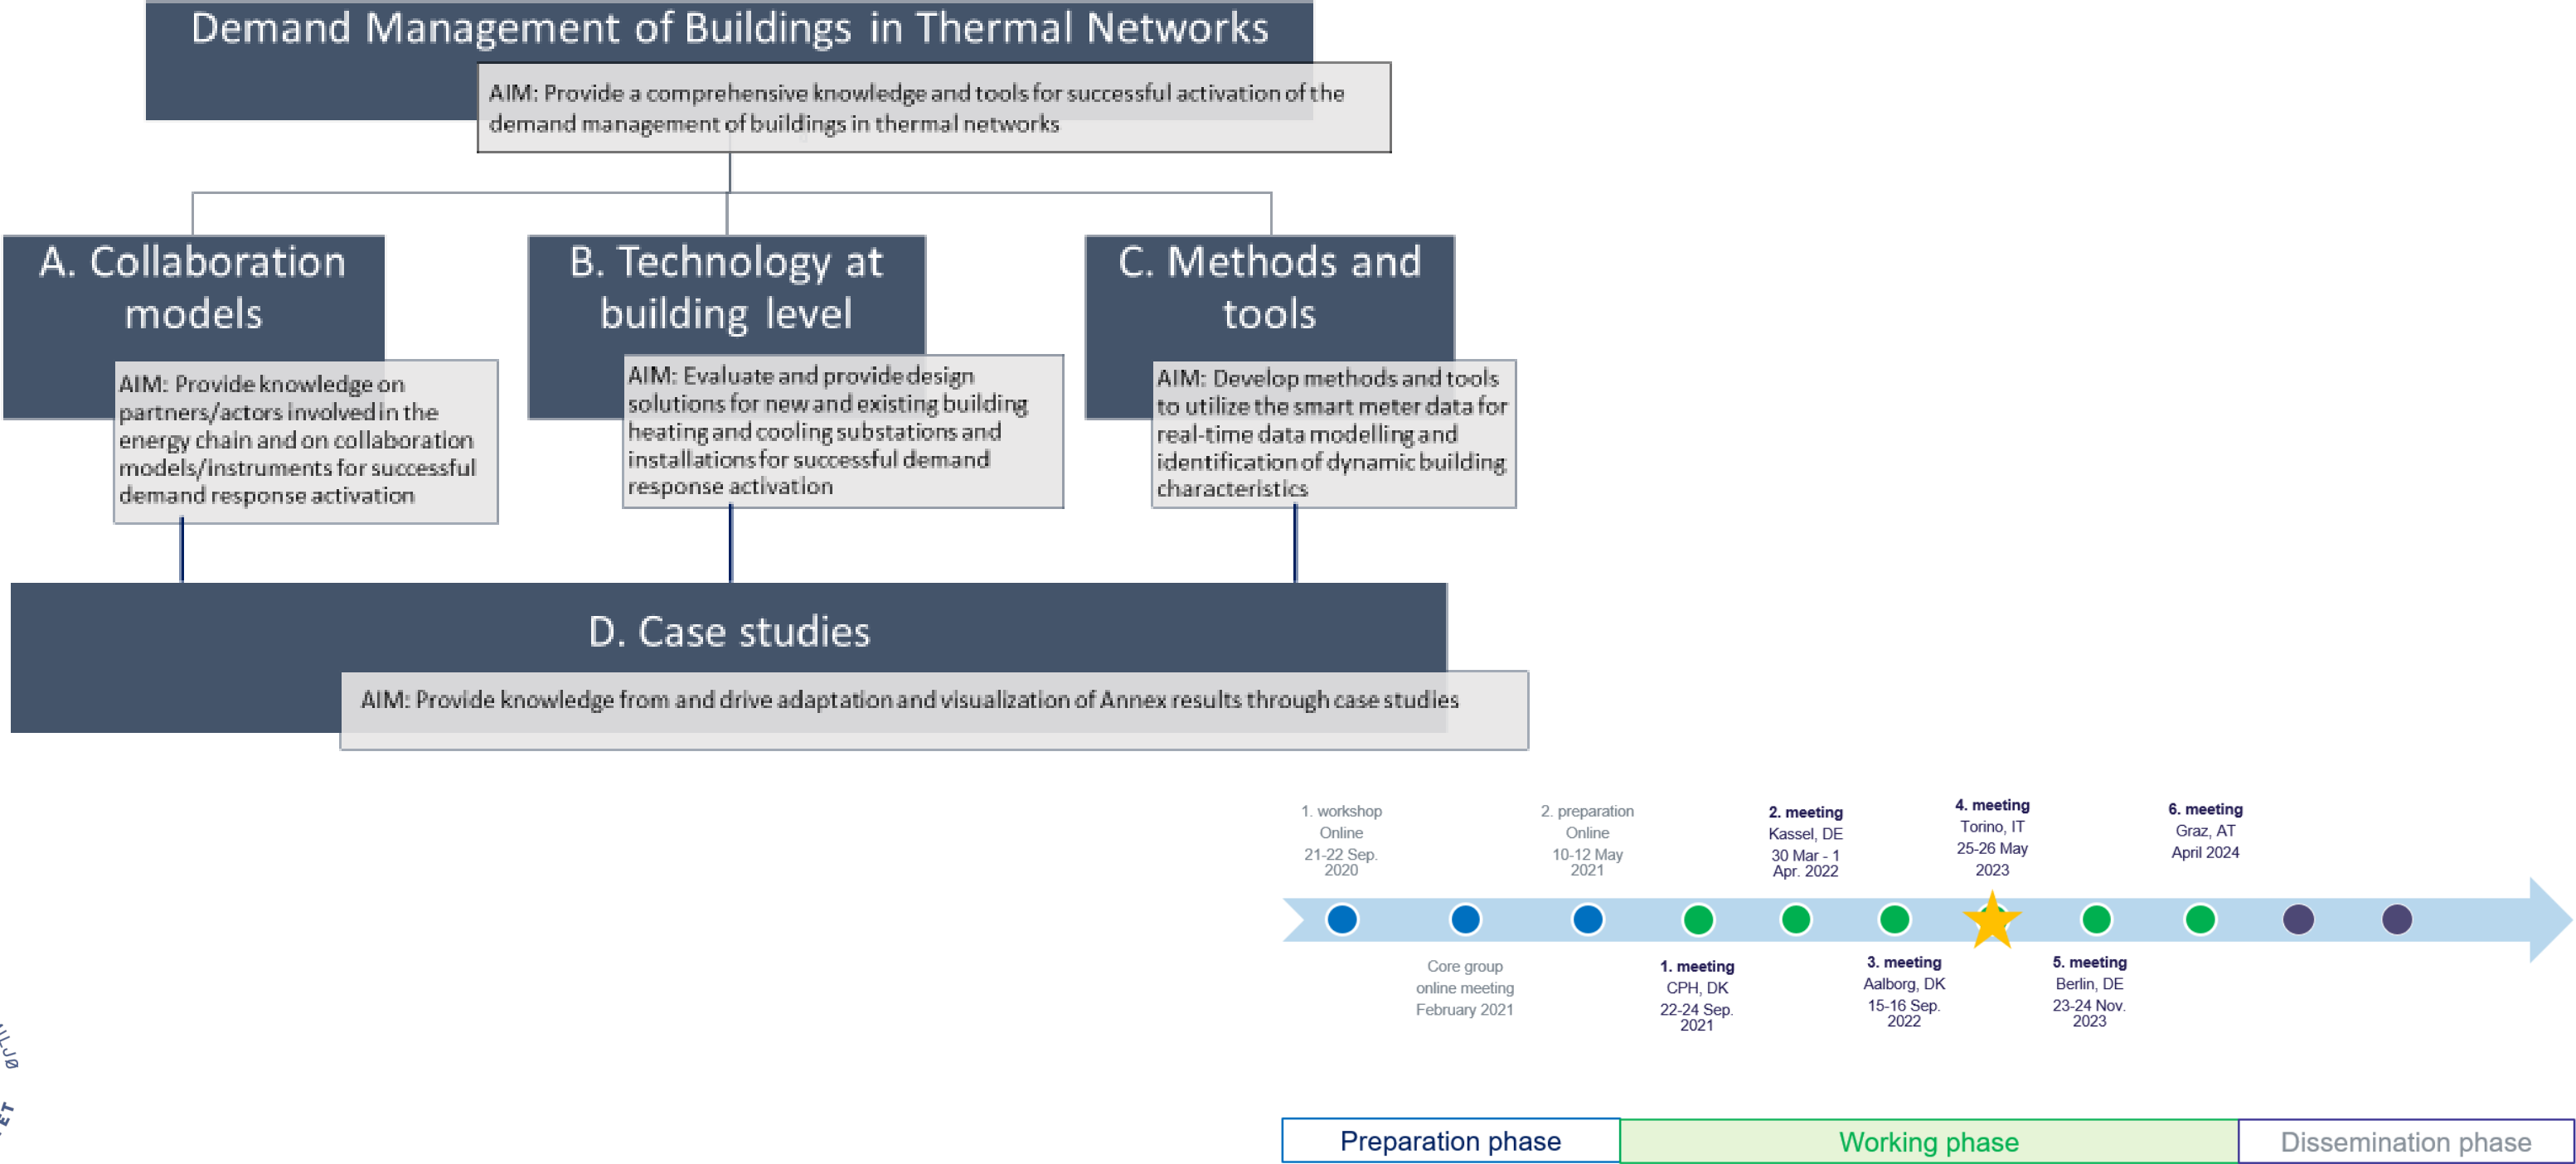 Demand Management of Buildings in Thermal Networks
AIM: Provide a comprehensive knowledge and tools for successful activation of the
demand management of buildings in thermal networks
A. Collaboration
models
AIM: Provide knowledge on
partners/actors involved in the
energy chain and on collaboration
models/instruments for successful
demand response activation
B. Technology at
building level
AIM: Evaluate and provide design
solutions for new and existing building
heating and cooling substations and
installations for successful demand
response activation
C. Methods and
tools
AIM: Develop methods and tools
to utilize the smart meter data for
real-time data modelling and
identification of dynamic building
characteristics
D. Case studies
AIM: Provide knowledge from and drive adaptation and visualization of Annex results through case studies
1. workshop
Online
21-22 Sep.
2020
Core group
online meeting
February 2021
2. preparation
Online
10-12 May
2021
1. meeting
CPH, DK
22-24 Sep.
2021
2. meeting
Kassel, DE
30 Mar - 1
Apr. 2022
3. meeting
Aalborg, DK
15-16 Sep.
2022
4. meeting
Torino, IT
25-26 May
2023
5. meeting
Berlin, DE
23-24 Nov.
2023
6. meeting
Graz, AT
April 2024
Preparation phase
Working phase
Dissemination phase